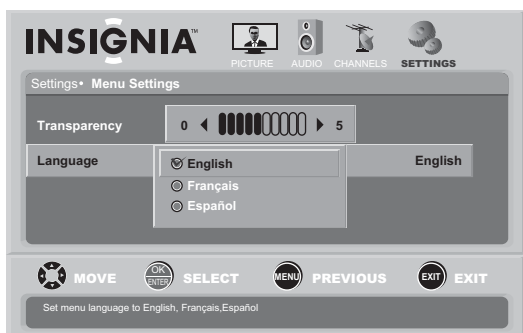 INSIGNIA™
PICTURE AUDIO CHANNELS SETTINGS
Settings• Menu Settings
Transparency 0 5
Language English
English
Français
Español
MOVE OK ENTER SELECT MENU PREVIOUS EXIT EXIT
Set menu language to English, Français,Español